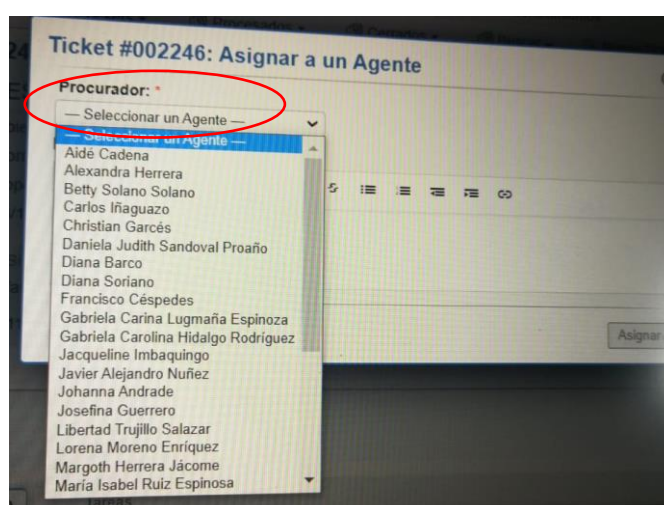 Procesados
Cerrados
Ticket #002246: Asignar a un Agente
Procurador: *
— Seleccionar un Agente —
— Seleccionar un Agente —
Aidé Cadena
Alexandra Herrera
Betty Solano Solano
Carlos Iñaguazo
Christian Garcés
Daniela Judith Sandoval Proaño
Diana Barco
Diana Soriano
Francisco Céspedes
Gabriela Carina Lugmaña Espinoza
Gabriela Carolina Hidalgo Rodríguez
Jacqueline Imbaquingo
Javier Alejandro Nuñez
Johanna Andrade
Josefina Guerrero
Libertad Trujillo Salazar
Lorena Moreno Enríquez
Margoth Herrera Jácome
María Isabel Ruiz Espinosa
Asignar
Tareas